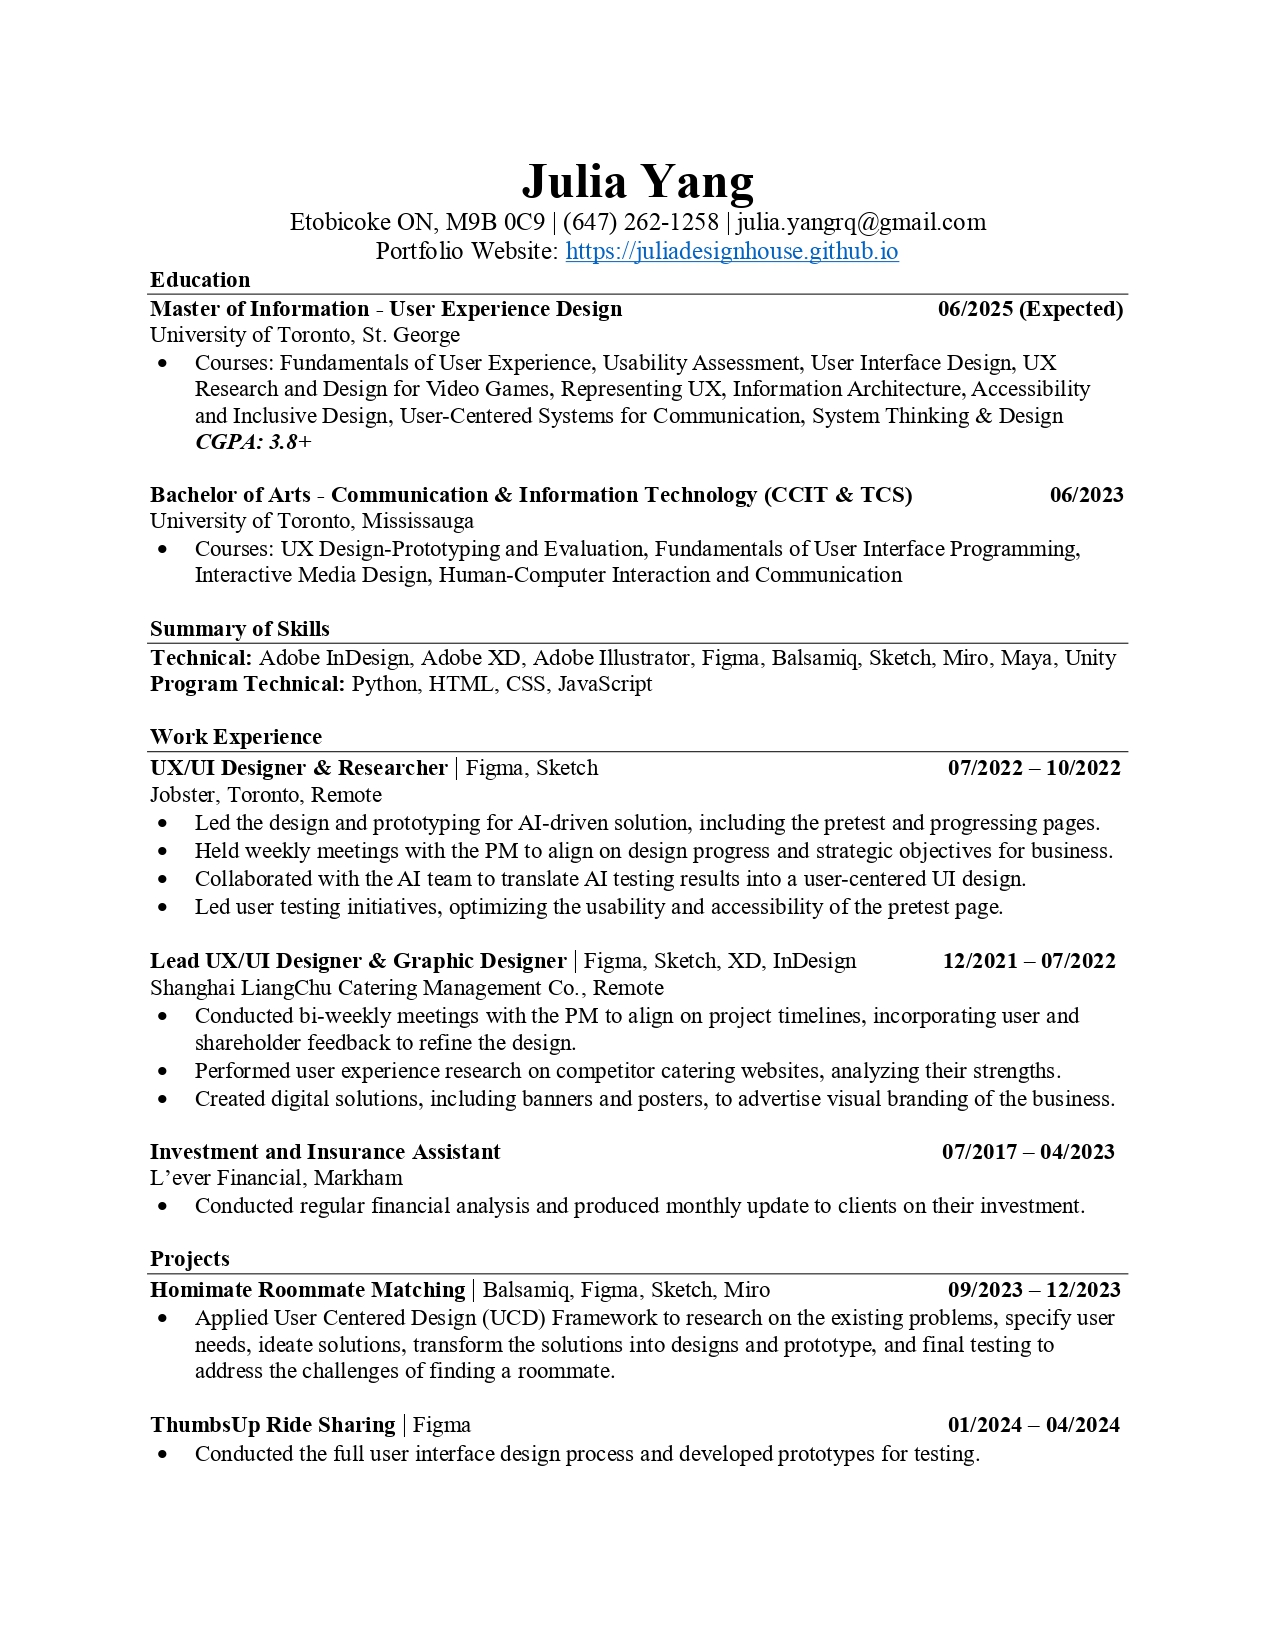 Julia Yang
Etobicoke ON, M9B 0C9 | (647) 262-1258 | julia.yangrq@gmail.com
Portfolio Website: https://juliadesignhouse.github.io
Education
Master of Information - User Experience Design 06/2025 (Expected)
University of Toronto, St. George
• Courses: Fundamentals of User Experience, Usability Assessment, User Interface Design, UX
Research and Design for Video Games, Representing UX, Information Architecture, Accessibility
and Inclusive Design, User-Centered Systems for Communication, System Thinking & Design
CGPA: 3.8+
Bachelor of Arts - Communication & Information Technology (CCIT & TCS) 06/2023
University of Toronto, Mississauga
• Courses: UX Design-Prototyping and Evaluation, Fundamentals of User Interface Programming,
Interactive Media Design, Human-Computer Interaction and Communication
Summary of Skills
Technical: Adobe InDesign, Adobe XD, Adobe Illustrator, Figma, Balsamiq, Sketch, Miro, Maya, Unity
Program Technical: Python, HTML, CSS, JavaScript
Work Experience
UX/UI Designer & Researcher | Figma, Sketch 07/2022 – 10/2022
Jobster, Toronto, Remote
• Led the design and prototyping for AI-driven solution, including the pretest and progressing pages.
• Held weekly meetings with the PM to align on design progress and strategic objectives for business.
• Collaborated with the AI team to translate AI testing results into a user-centered UI design.
• Led user testing initiatives, optimizing the usability and accessibility of the pretest page.
Lead UX/UI Designer & Graphic Designer | Figma, Sketch, XD, InDesign 12/2021 – 07/2022
Shanghai LiangChu Catering Management Co., Remote
• Conducted bi-weekly meetings with the PM to align on project timelines, incorporating user and
shareholder feedback to refine the design.
• Performed user experience research on competitor catering websites, analyzing their strengths.
• Created digital solutions, including banners and posters, to advertise visual branding of the business.
Investment and Insurance Assistant 07/2017 – 04/2023
L’ever Financial, Markham
• Conducted regular financial analysis and produced monthly update to clients on their investment.
Projects
Homimate Roommate Matching | Balsamiq, Figma, Sketch, Miro 09/2023 – 12/2023
• Applied User Centered Design (UCD) Framework to research on the existing problems, specify user
needs, ideate solutions, transform the solutions into designs and prototype, and final testing to
address the challenges of finding a roommate.
ThumbsUp Ride Sharing | Figma 01/2024 – 04/2024
• Conducted the full user interface design process and developed prototypes for testing.